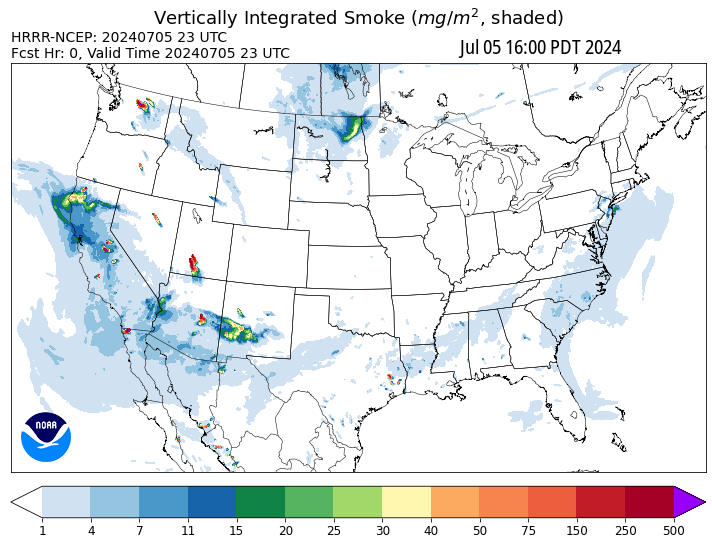 Vertically Integrated Smoke (mg/m², shaded)
HRRR-NCEP: 20240705 23 UTC
Fcst Hr: 0, Valid Time 20240705 23 UTC
Jul 05 16:00 PDT 2024
NOAA
1 4 7 11 15 20 25 30 40 50 75 150 250 500